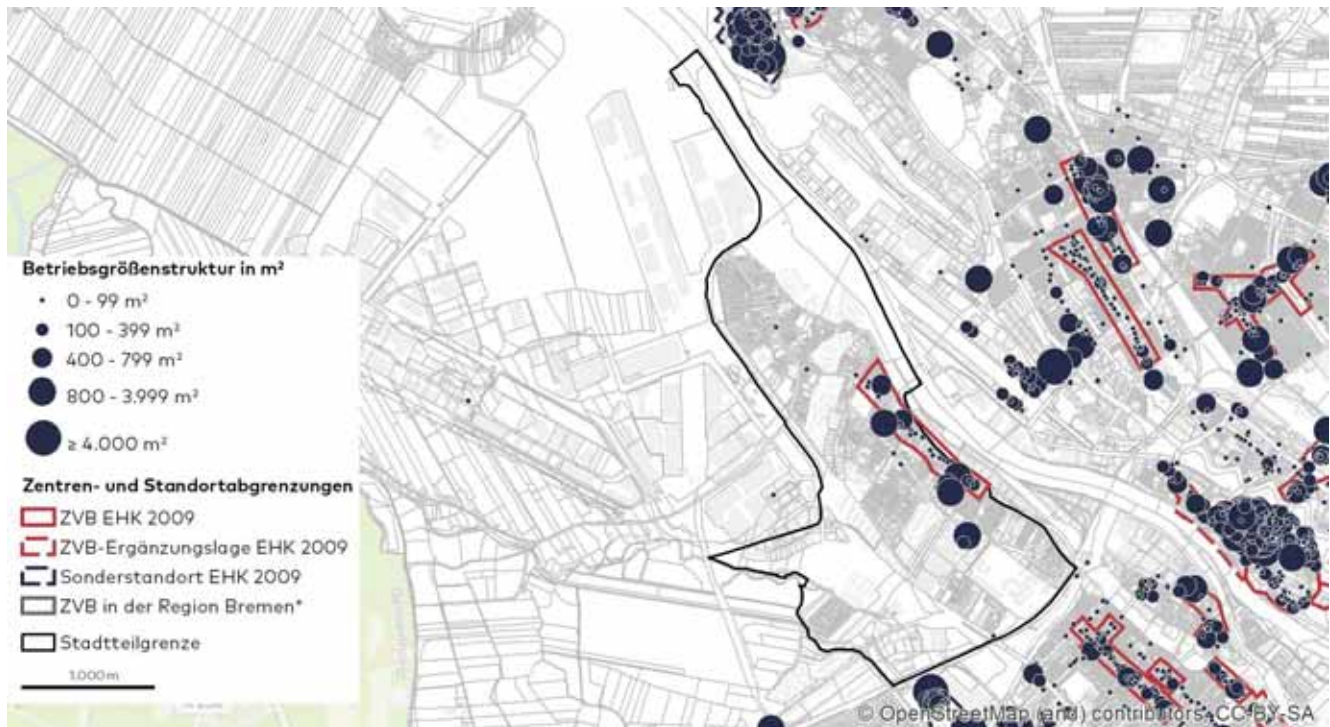 Betriebsgrößenstruktur in m²
0 - 99 m²
100 - 399 m²
400 - 799 m²
800 - 3.999 m²
≥ 4.000 m²
Zentren- und Standortabgrenzungen
ZVB EHK 2009
ZVB-Ergänzungslage EHK 2009
Sonderstandort EHK 2009
ZVB in der Region Bremen*
Stadtteilgrenze
1.000 m
© OpenStreetMap (and) contributors, CC-BY-SA